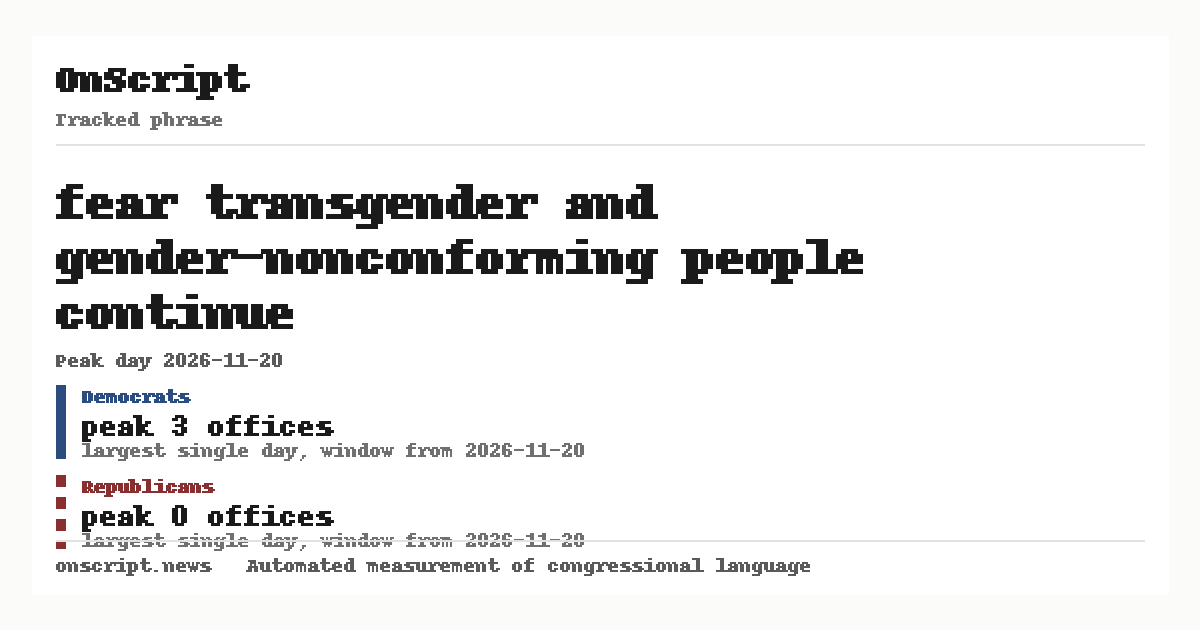 OnScript
Tracked phrase
fear transgender and
gender-nonconforming people
continue
Peak day 2026-11-20
Democrats
peak 3 offices
largest single day, window from 2026-11-20
Republicans
peak 0 offices
largest single day, window from 2026-11-20
onscript.news Automated measurement of congressional language